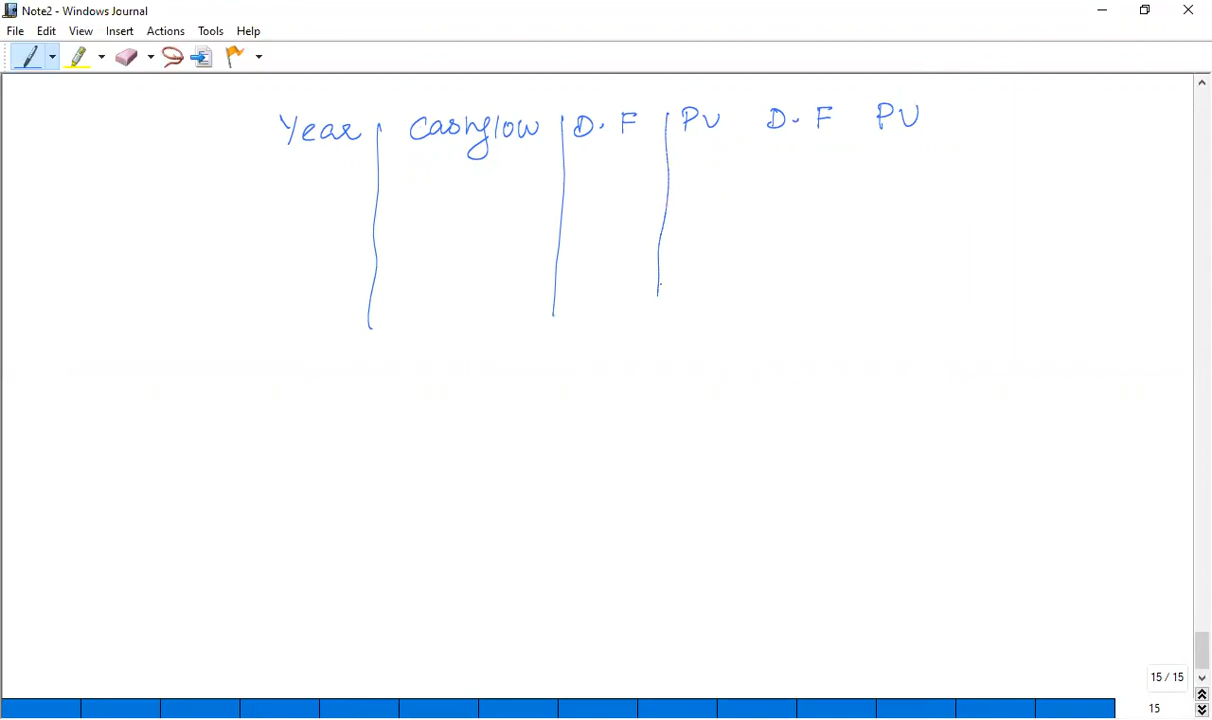 Note2 - Windows Journal
File Edit View Insert Actions Tools Help
Year Cashflow D.F PV D.F PV
15 / 15
15